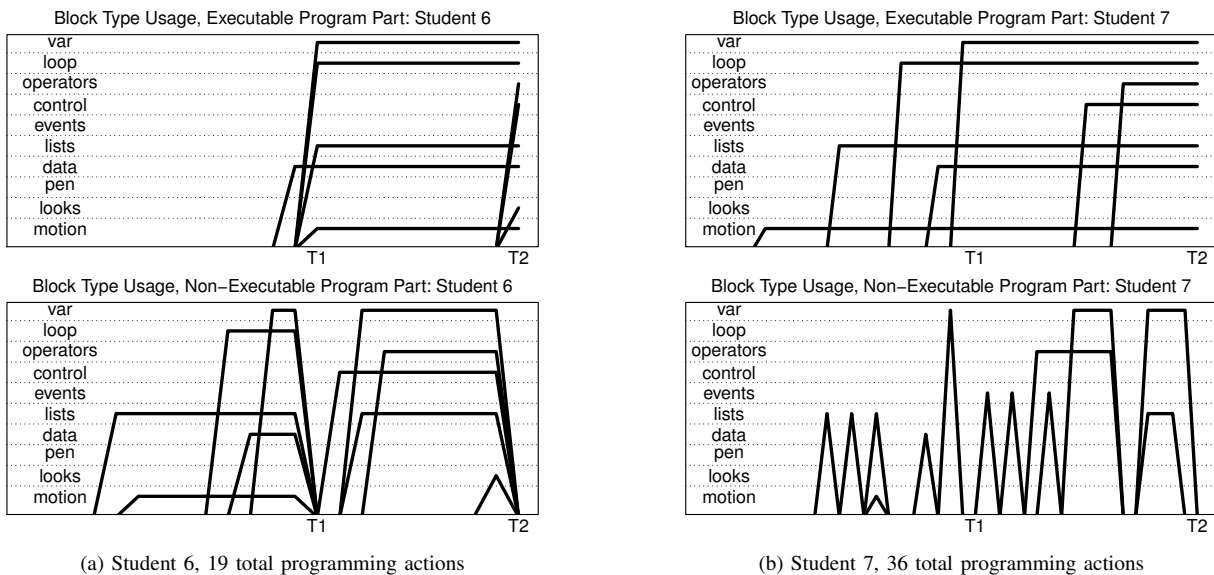 Block Type Usage, Executable Program Part: Student 6
var
loop
operators
control
events
lists
data
pen
looks
motion
T1 T2
Block Type Usage, Non−Executable Program Part: Student 6
var
loop
operators
control
events
lists
data
pen
looks
motion
T1 T2
(a) Student 6, 19 total programming actions
Block Type Usage, Executable Program Part: Student 7
var
loop
operators
control
events
lists
data
pen
looks
motion
T1 T2
Block Type Usage, Non−Executable Program Part: Student 7
var
loop
operators
control
events
lists
data
pen
looks
motion
T1 T2
(b) Student 7, 36 total programming actions